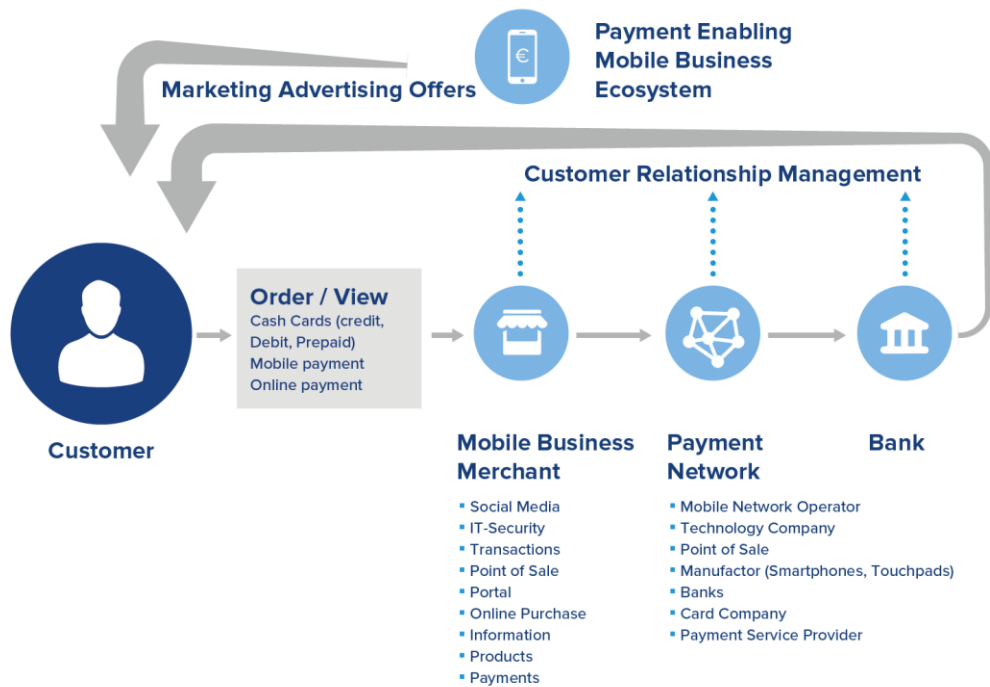 Payment Enabling
Mobile Business
Ecosystem
€
Marketing Advertising Offers
Customer Relationship Management
Order / View
Cash Cards (credit,
Debit, Prepaid)
Mobile payment
Online payment
Customer
Mobile Business
Merchant
▪ Social Media
▪ IT-Security
▪ Transactions
▪ Point of Sale
▪ Portal
▪ Online Purchase
▪ Information
▪ Products
▪ Payments
Payment
Network
▪ Mobile Network Operator
▪ Technology Company
▪ Point of Sale
▪ Manufactor (Smartphones, Touchpads)
▪ Banks
▪ Card Company
▪ Payment Service Provider
Bank